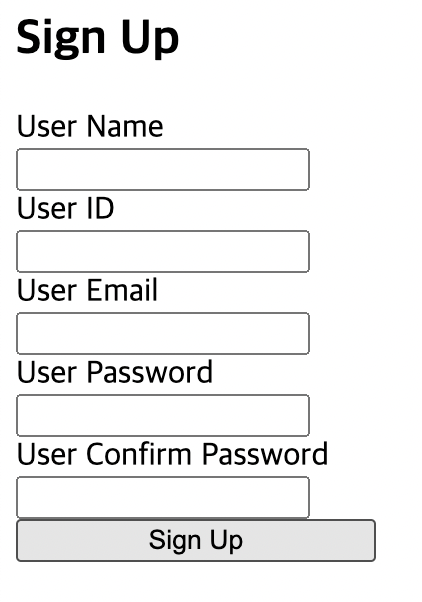 Sign Up
User Name
User ID
User Email
User Password
User Confirm Password
Sign Up